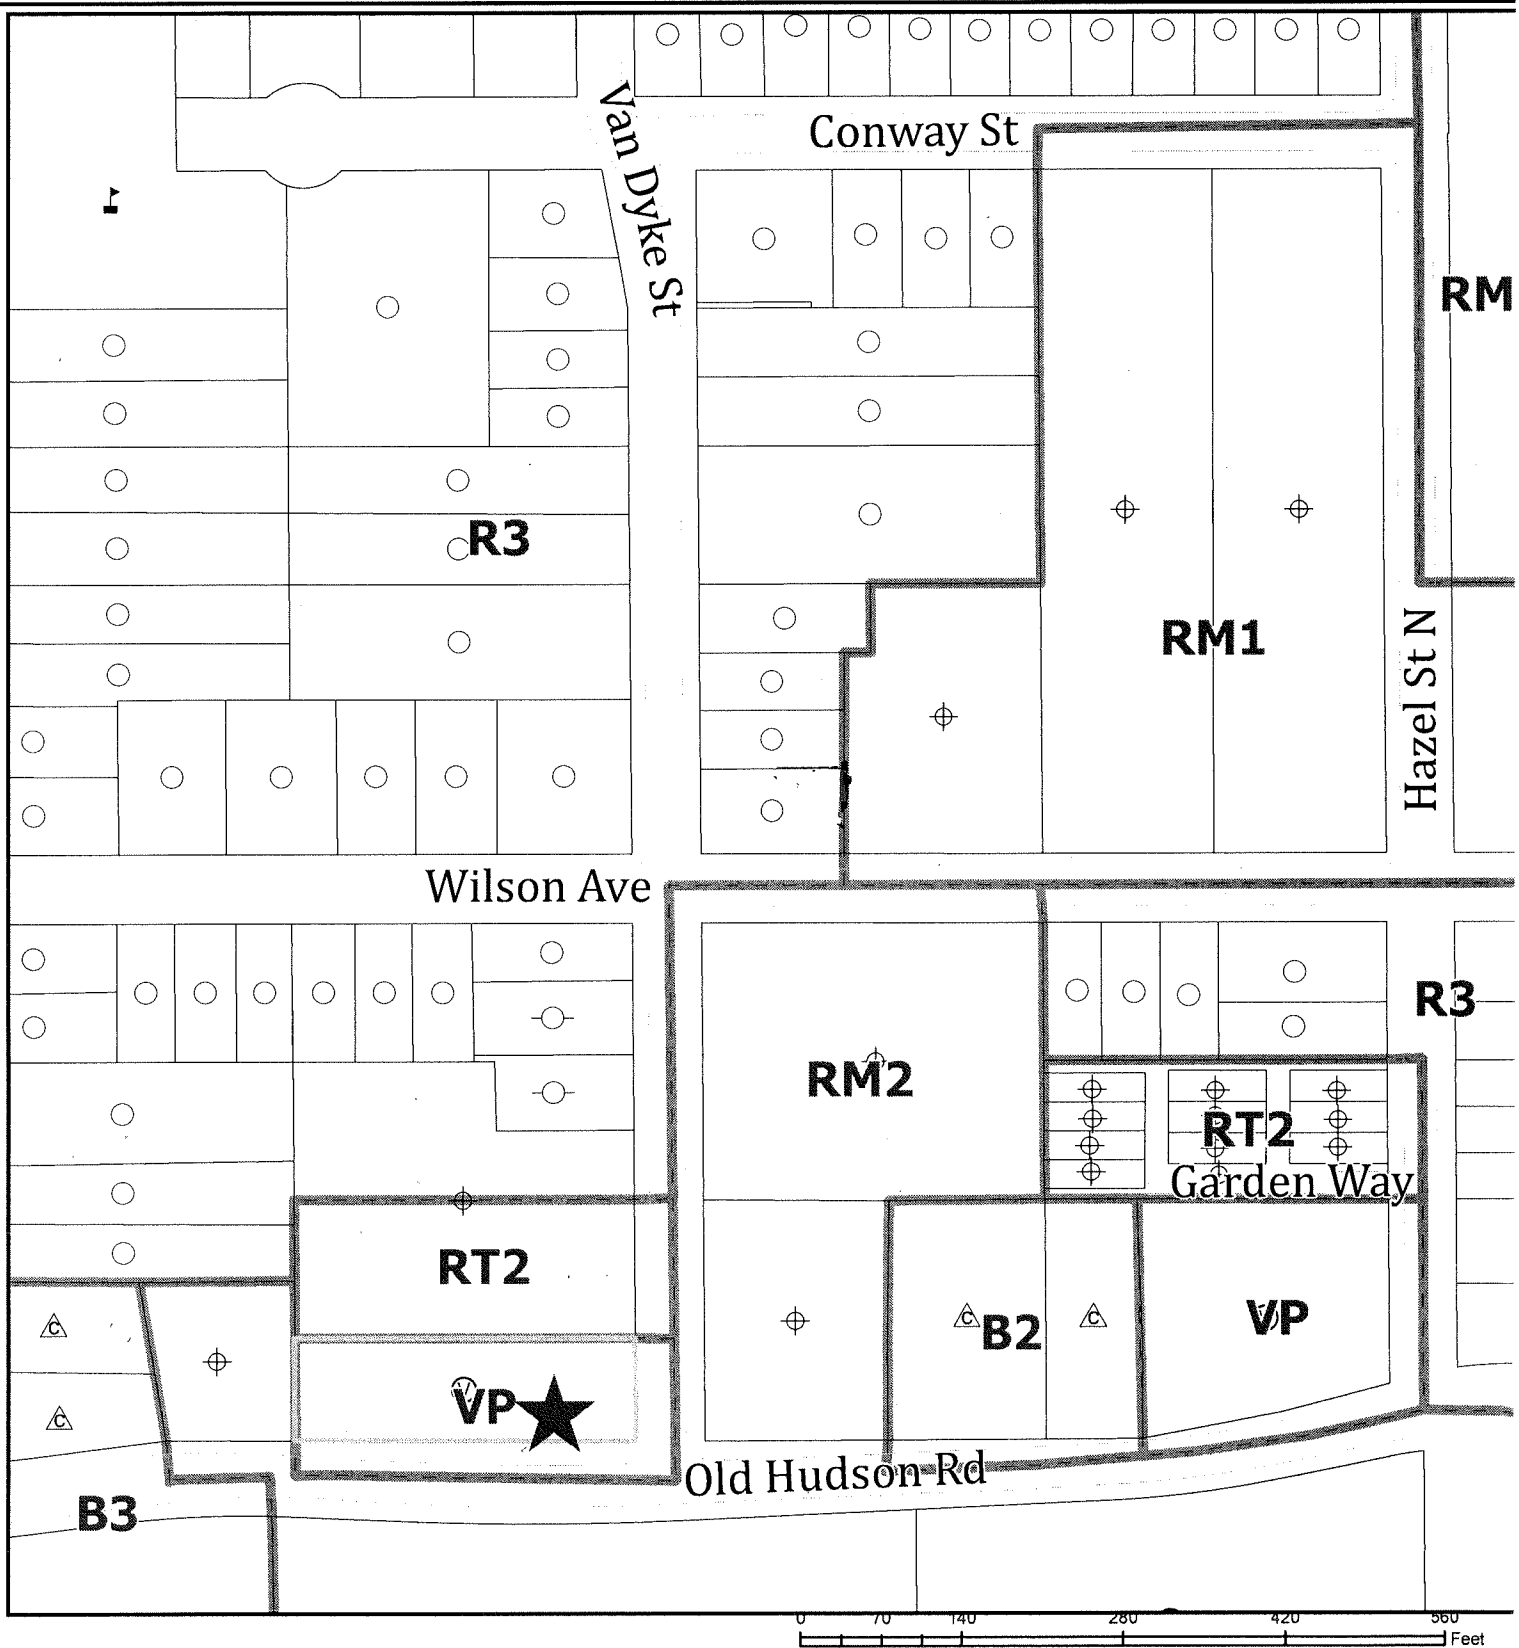 Conway St
Van Dyke St
RM
R3
RM1
Hazel St N
Wilson Ave
R3
RM2
RT2
Garden Way
RT2
C
C
C
B2
VP
VP
C
Old Hudson Rd
B3
0 70 140 280 420 560
Feet